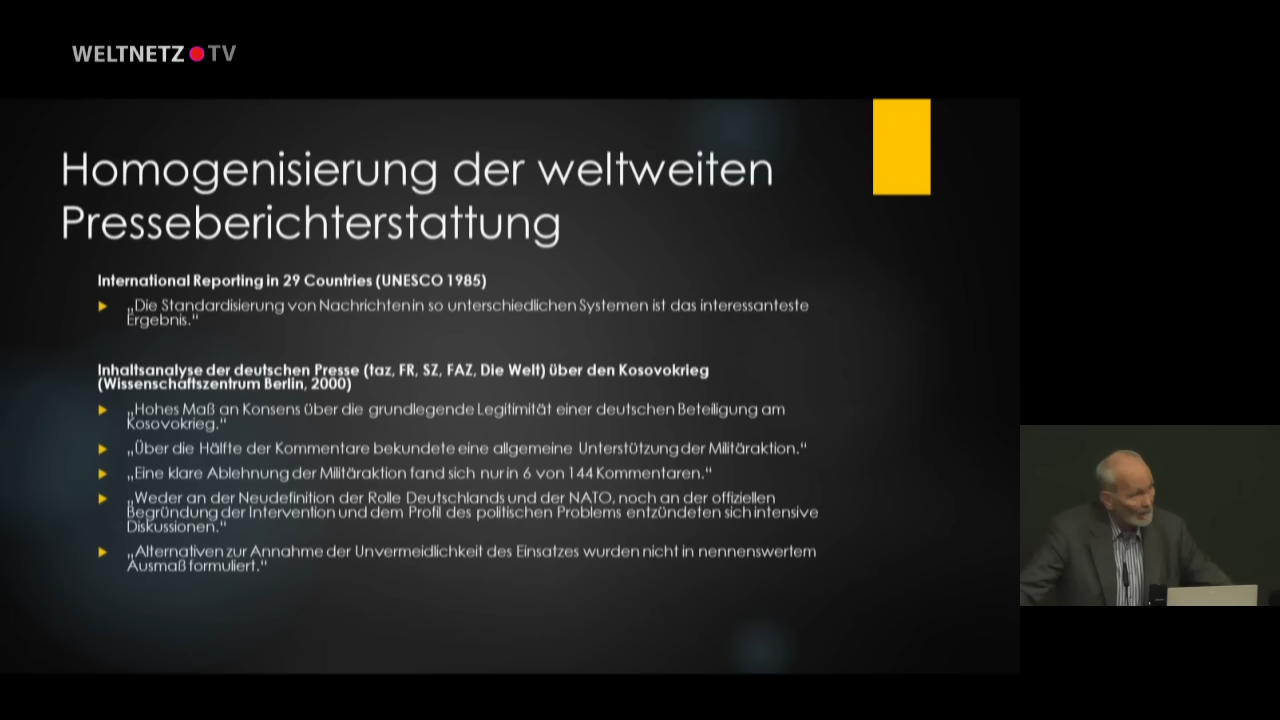 WELTNETZ TV
Homogenisierung der weltweiten
Presseberichterstattung
International Reporting in 29 Countries (UNESCO 1985)
„Die Standardisierung von Nachrichten in so unterschiedlichen Systemen ist das interessanteste
Ergebnis.“
Inhaltsanalyse der deutschen Presse (taz, FR, SZ, FAZ, Die Welt) über den Kosovokrieg
(Wissenschaftszentrum Berlin, 2000)
„Hohes Maß an Konsens über die grundlegende Legitimität einer deutschen Beteiligung am
Kosovokrieg.“
„Über die Hälfte der Kommentare bekundete eine allgemeine Unterstützung der Militäraktion.“
„Eine klare Ablehnung der Militäraktion fand sich nur in 6 von 144 Kommentaren.“
„Weder an der Neudefinition der Rolle Deutschlands und der NATO, noch an der offiziellen
Begründung der Intervention und dem Profil des politischen Problems entzündeten sich intensive
Diskussionen.“
„Alternativen zur Annahme der Unvermeidlichkeit des Einsatzes wurden nicht in nennenswertem
Ausmaß formuliert.“